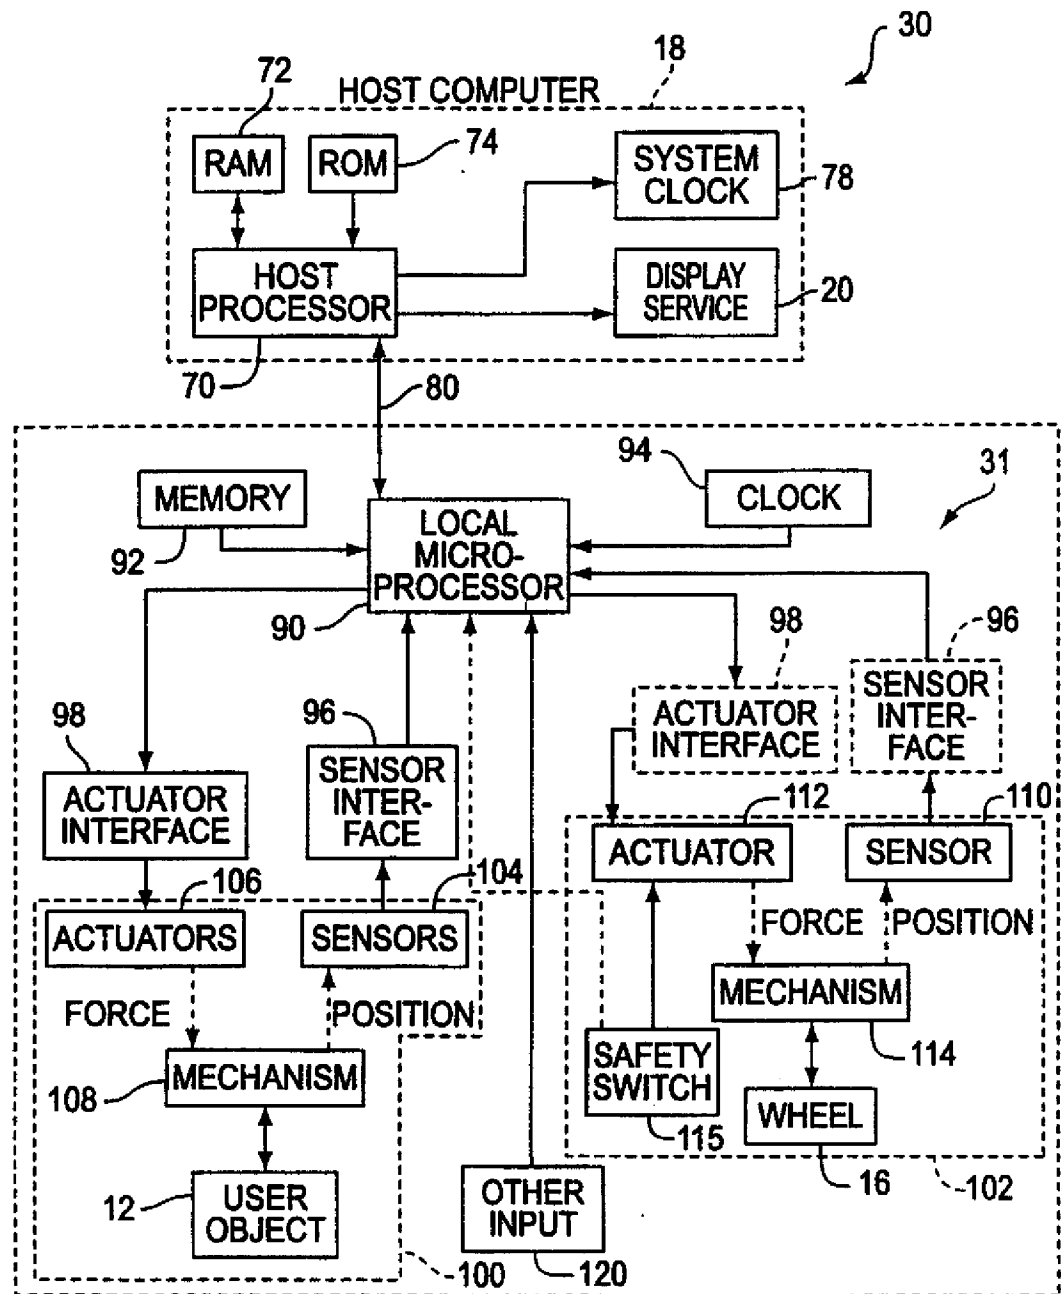 30
18
72
HOST COMPUTER
RAM
ROM
74
SYSTEM
CLOCK
78
HOST
PROCESSOR
DISPLAY
SERVICE
20
70
80
94
31
MEMORY
LOCAL
MICRO-
PROCESSOR
CLOCK
92
90
98
96
98
ACTUATOR
INTERFACE
96
SENSOR
INTER-
FACE
ACTUATOR
INTERFACE
SENSOR
INTER-
FACE
112
110
106
104
ACTUATOR
SENSOR
ACTUATORS
SENSORS
FORCE
POSITION
FORCE
POSITION
MECHANISM
114
108
MECHANISM
SAFETY
SWITCH
115
WHEEL
16
102
12
USER
OBJECT
OTHER
INPUT
100
120